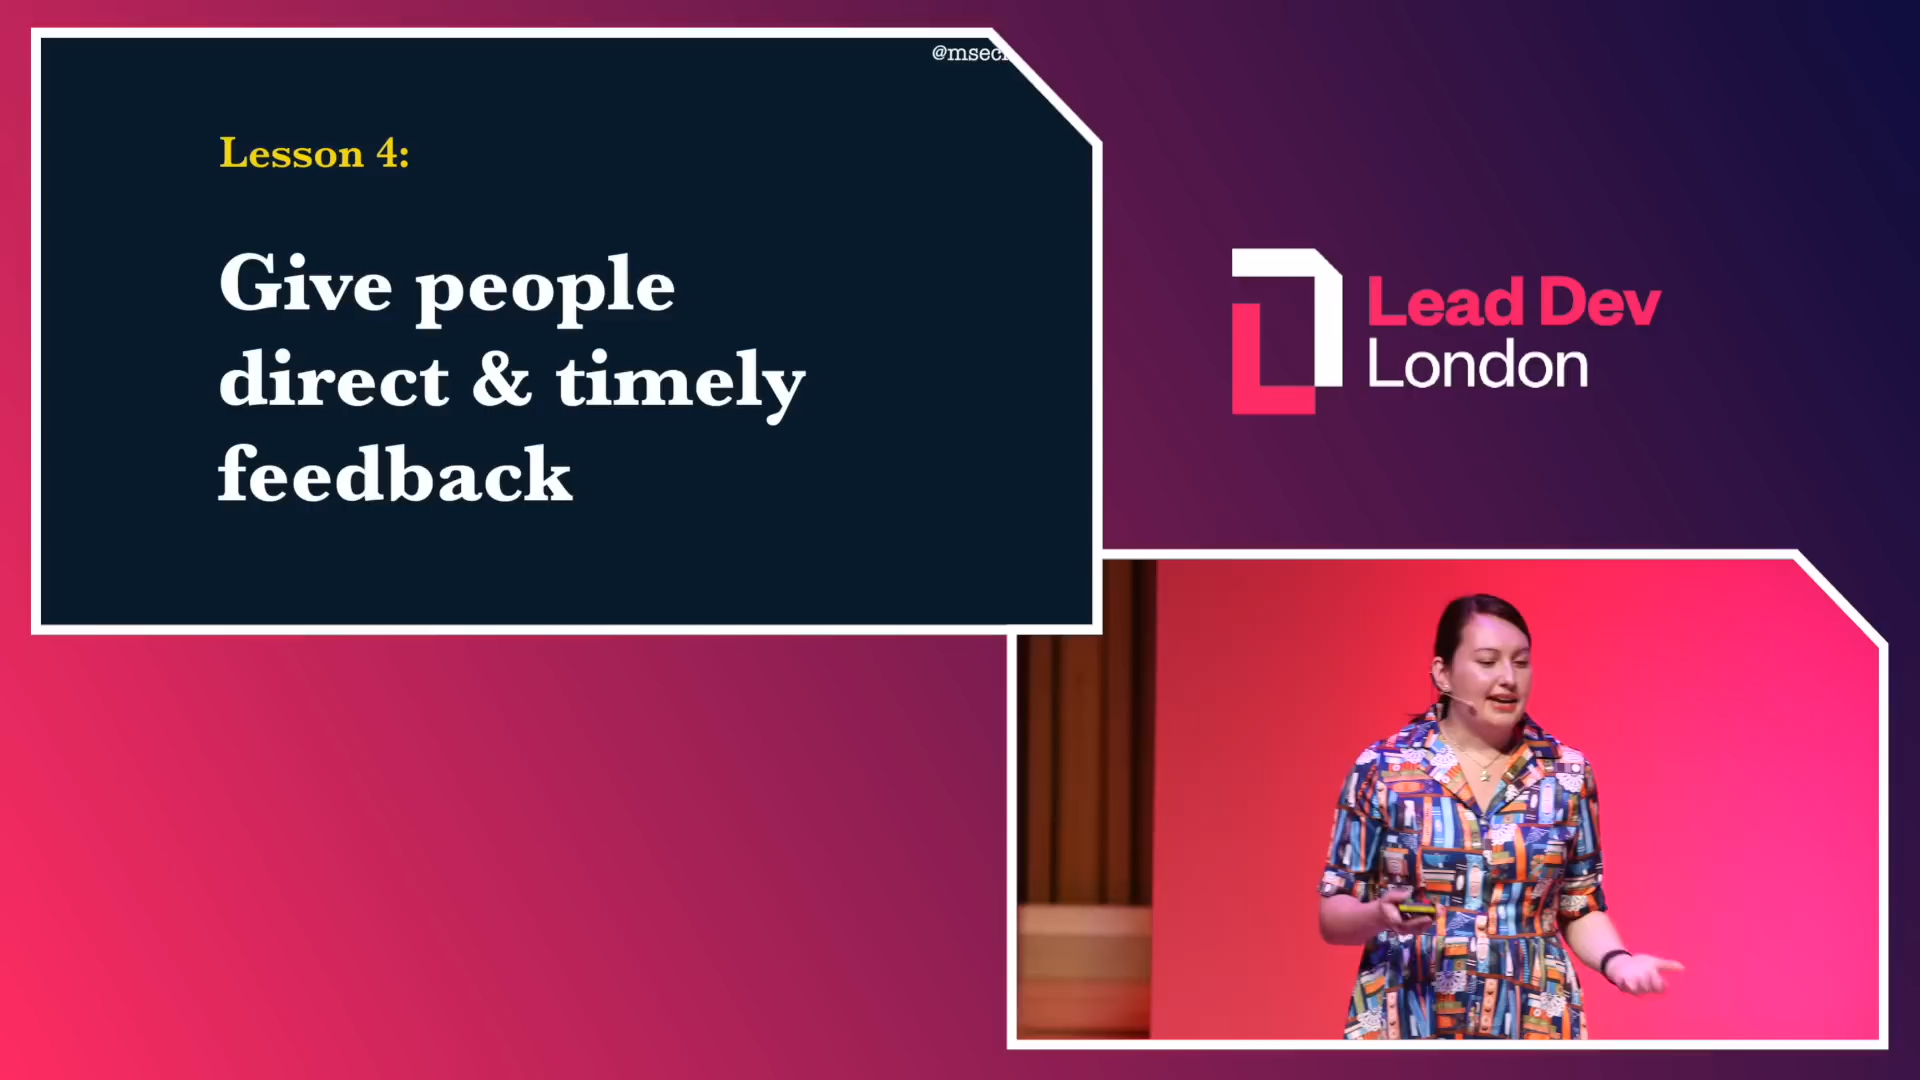 Lesson 4:
Give people
direct & timely
feedback
Lead Dev
London